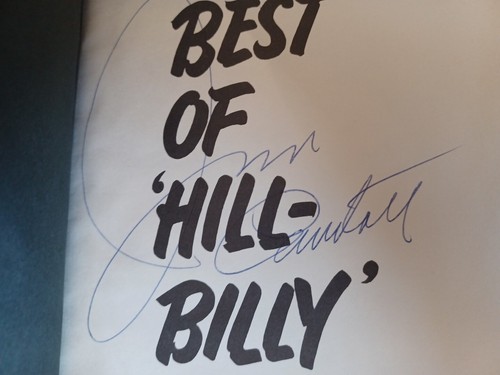 BEST
OF
'HILL-
BILLY'